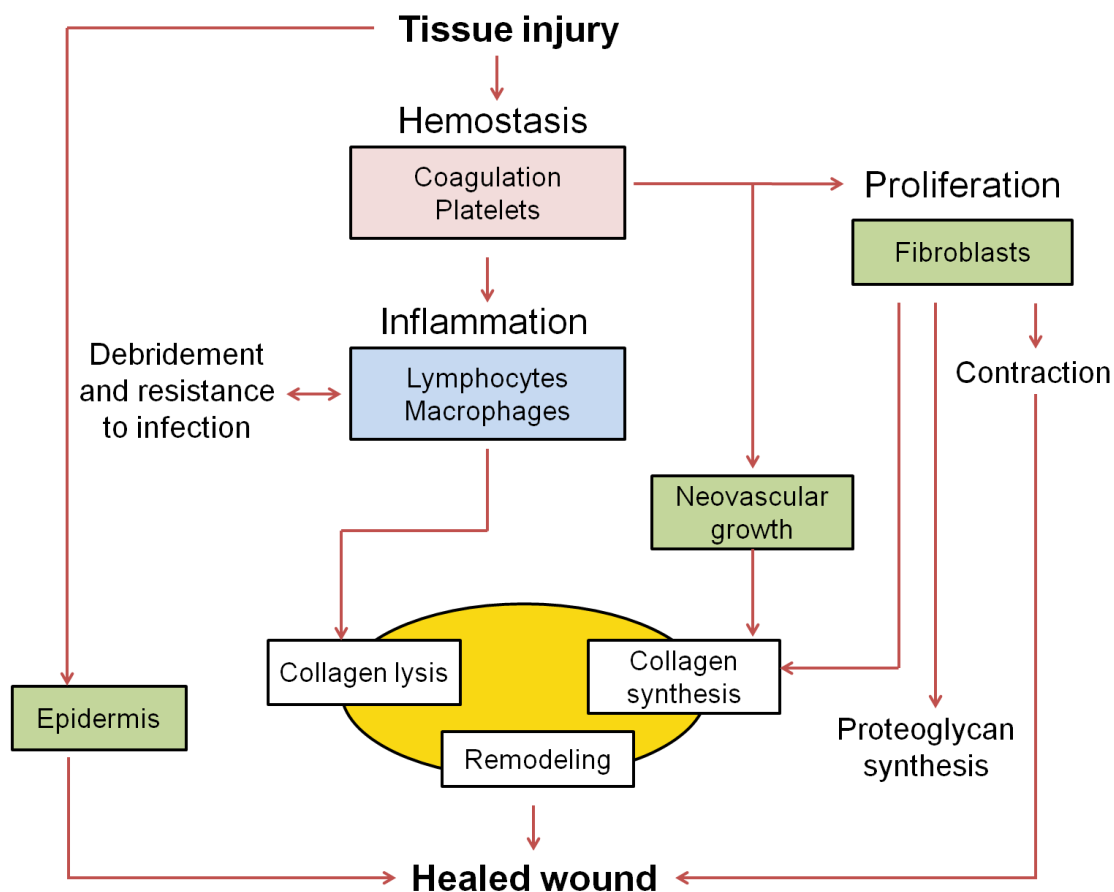 Tissue injury
Hemostasis
Coagulation
Platelets
Proliferation
Fibroblasts
Inflammation
Lymphocytes
Macrophages
Debridement
and resistance
to infection
Contraction
Neovascular
growth
Collagen lysis
Collagen
synthesis
Epidermis
Remodeling
Proteoglycan
synthesis
Healed wound